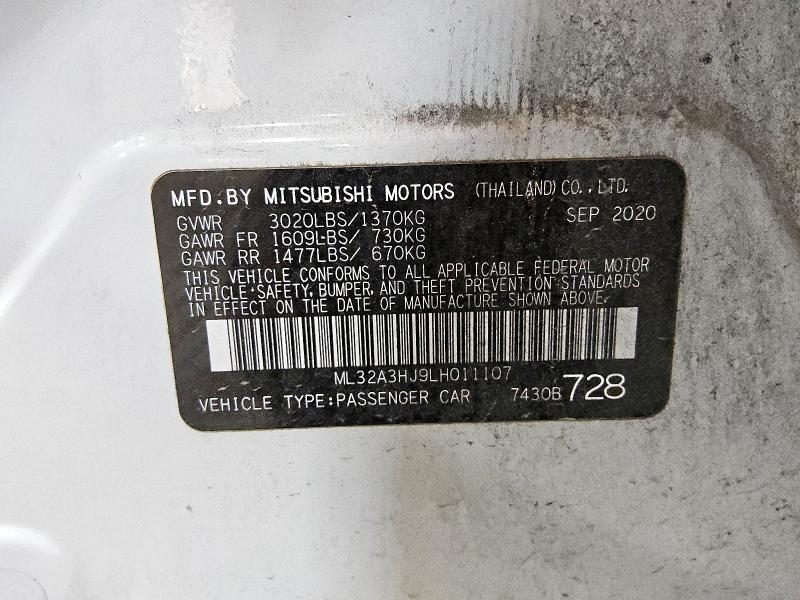 MFD.BY MITSUBISHI MOTORS (THAILAND) CO.,LTD.
GVWR 3020LBS/1370KG SEP 2020
GAWR FR 1609LBS/ 730KG
GAWR RR 1477LBS/ 670KG
THIS VEHICLE CONFORMS TO ALL APPLICABLE FEDERAL MOTOR
VEHICLE SAFETY, BUMPER, AND THEFT PREVENTION STANDARDS
IN EFFECT ON THE DATE OF MANUFACTURE SHOWN ABOVE.
ML32A3HJ9LH011107
VEHICLE TYPE:PASSENGER CAR 7430B 728